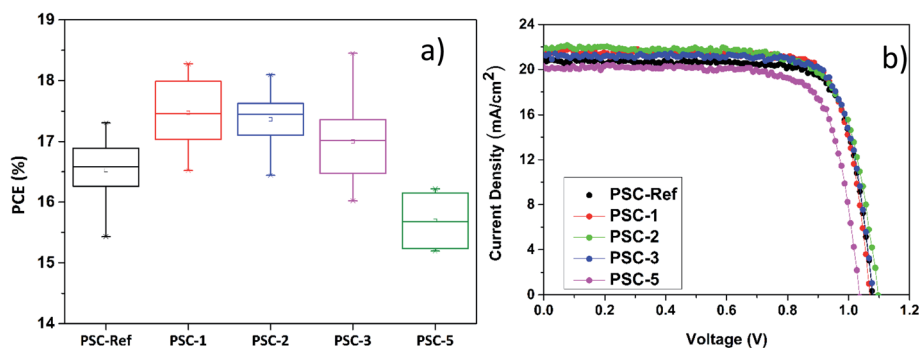 a)
19
18
17
16
15
14
PCE (%)
PSC-Ref PSC-1 PSC-2 PSC-3 PSC-5
b)
24
20
16
12
8
4
0
Current Density (mA/cm²)
PSC-Ref
PSC-1
PSC-2
PSC-3
PSC-5
0.0 0.2 0.4 0.6 0.8 1.0 1.2
Voltage (V)